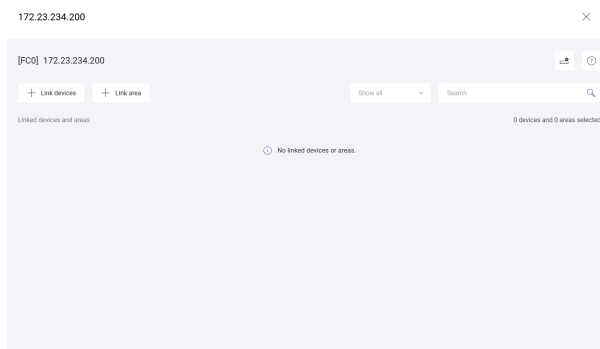 172.23.234.200
[FC0] 172.23.234.200
Link devices
Link area
Show all
Search
Linked devices and areas
0 devices and 0 areas selected
No linked devices or areas.